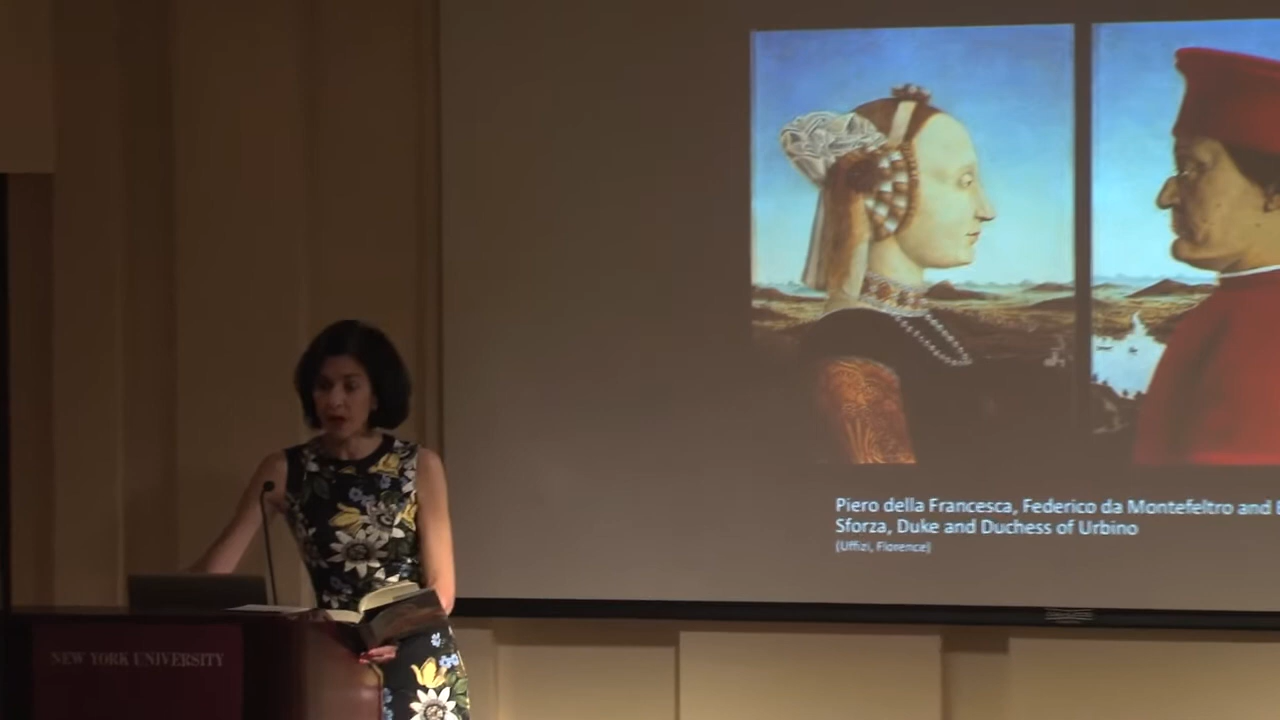 Piero della Francesca, Federico da Montefeltro and
Sforza, Duke and Duchess of Urbino
(Uffizi, Florence)
NEW YORK UNIVERSITY